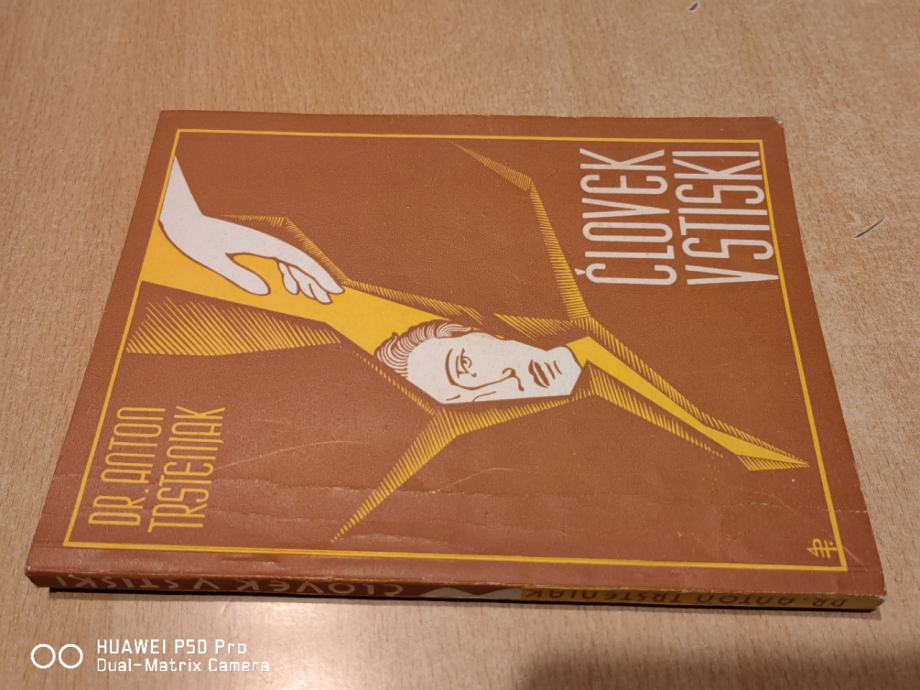 DR. ANTON
TRSTENJAK
ČLOVEK
V STISKI
DR. ANTON TRSTENJAK
ČLOVEK V STISKI
HUAWEI P50 Pro
Dual-Matrix Camera